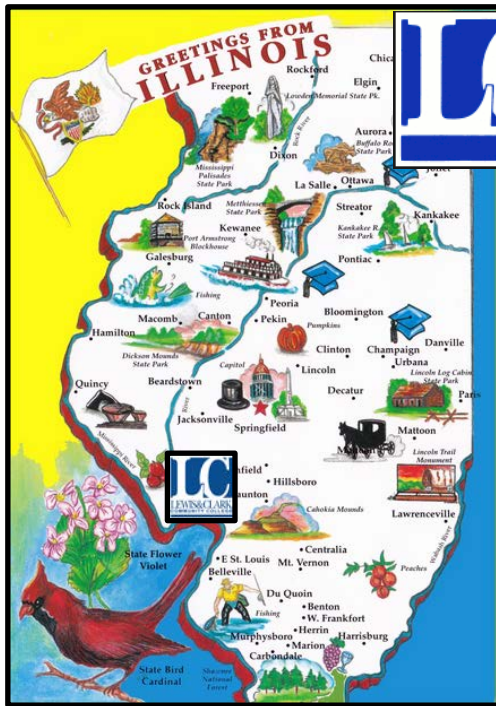 GREETINGS FROM
ILLINOIS
Rockford
Freeport
Elgin
Lowden Memorial State Pk.
Rock River
Dixon
Aurora
Mississippi
Palisades
State Park
La Salle
Ottawa
Rock Island
State Park
Streator
Kankakee
Kankakee R.
State Park
Port Armstrong
Blockhouse
Kewanee
Galesburg
Pontiac
Fishing
Peoria
Macomb
Canton
Pekin
Pumpkins
Bloomington
Hamilton
Dickson Mounds
State Park
Clinton
Champaign
Urbana
Danville
Capitol
Lincoln
Lincoln Log Cabin
State Park
Paris
Quincy
Beardstown
River
Decatur
Jacksonville
Springfield
Mattoon
Mississippi River
Lincoln Trail
Monument
LC
LEWIS&CLARK
COMMUNITY COLLEGE
Hillsboro
Cahokia Mounds
Lawrenceville
Wabash River
State Flower
Violet
Centralia
E St. Louis
Mt. Vernon
Belleville
Peaches
Du Quoin
Benton
Fishing
W. Frankfort
Herrin
Murphysboro
Marion
Harrisburg
Carbondale
State Bird
Cardinal
Shawnee
National
Forest